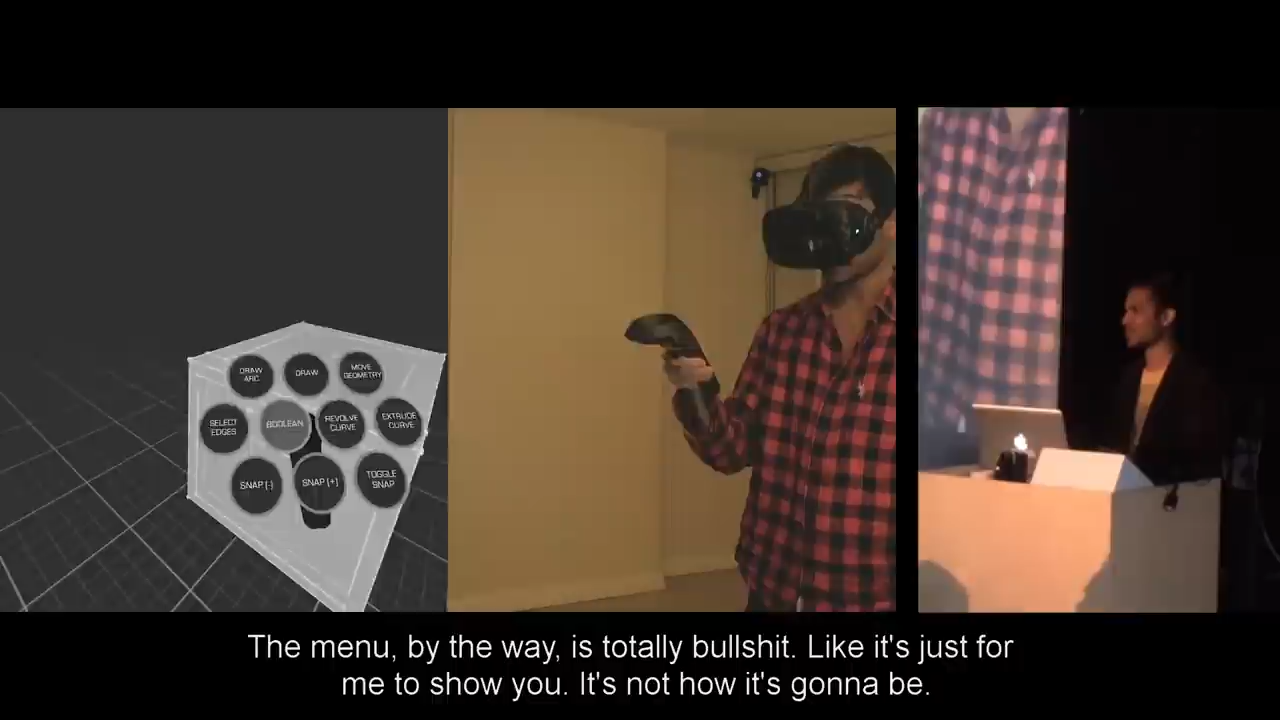 DRAW
ARC
DRAW
MOVE
GEOMETRY
SELECT
EDGES
BOOLEAN
REVOLVE
CURVE
EXTRUDE
CURVE
SNAP [-]
SNAP [+]
TOGGLE
SNAP
The menu, by the way, is totally bullshit. Like it's just for
me to show you. It's not how it's gonna be.